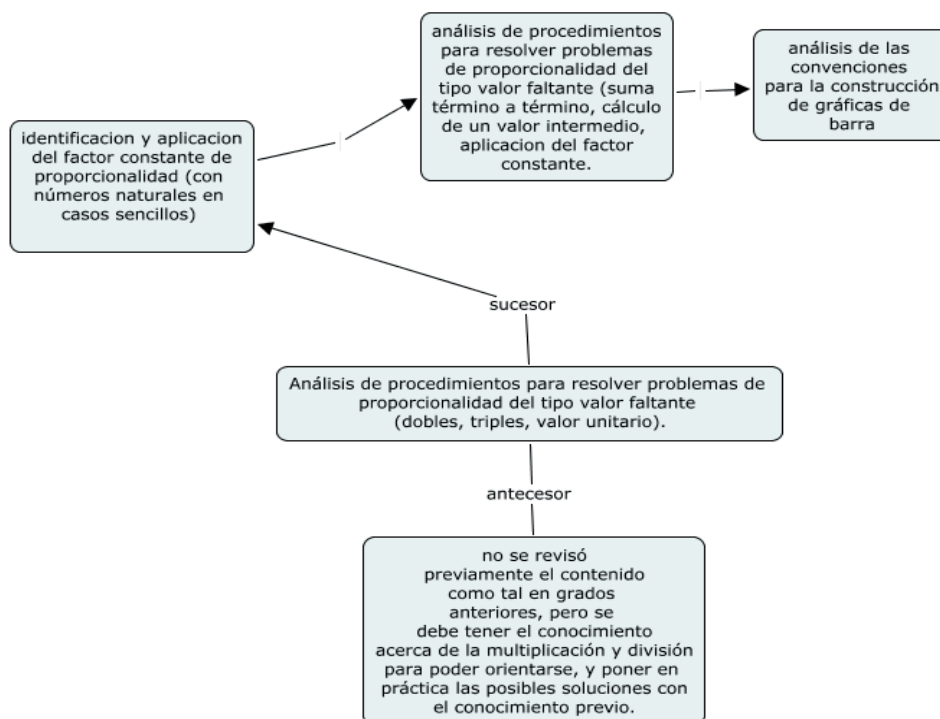 identificacion y aplicacion
del factor constante de
proporcionalidad (con
números naturales en
casos sencillos)
análisis de procedimientos
para resolver problemas
de proporcionalidad del
tipo valor faltante (suma
término a término, cálculo
de un valor intermedio,
aplicacion del factor
constante.
análisis de las
convenciones
para la construcción
de gráficas de
barra
sucesor
Análisis de procedimientos para resolver problemas de
proporcionalidad del tipo valor faltante
(dobles, triples, valor unitario).
antecesor
no se revisó
previamente el contenido
como tal en grados
anteriores, pero se
debe tener el conocimiento
acerca de la multiplicación y división
para poder orientarse, y poner en
práctica las posibles soluciones con
el conocimiento previo.